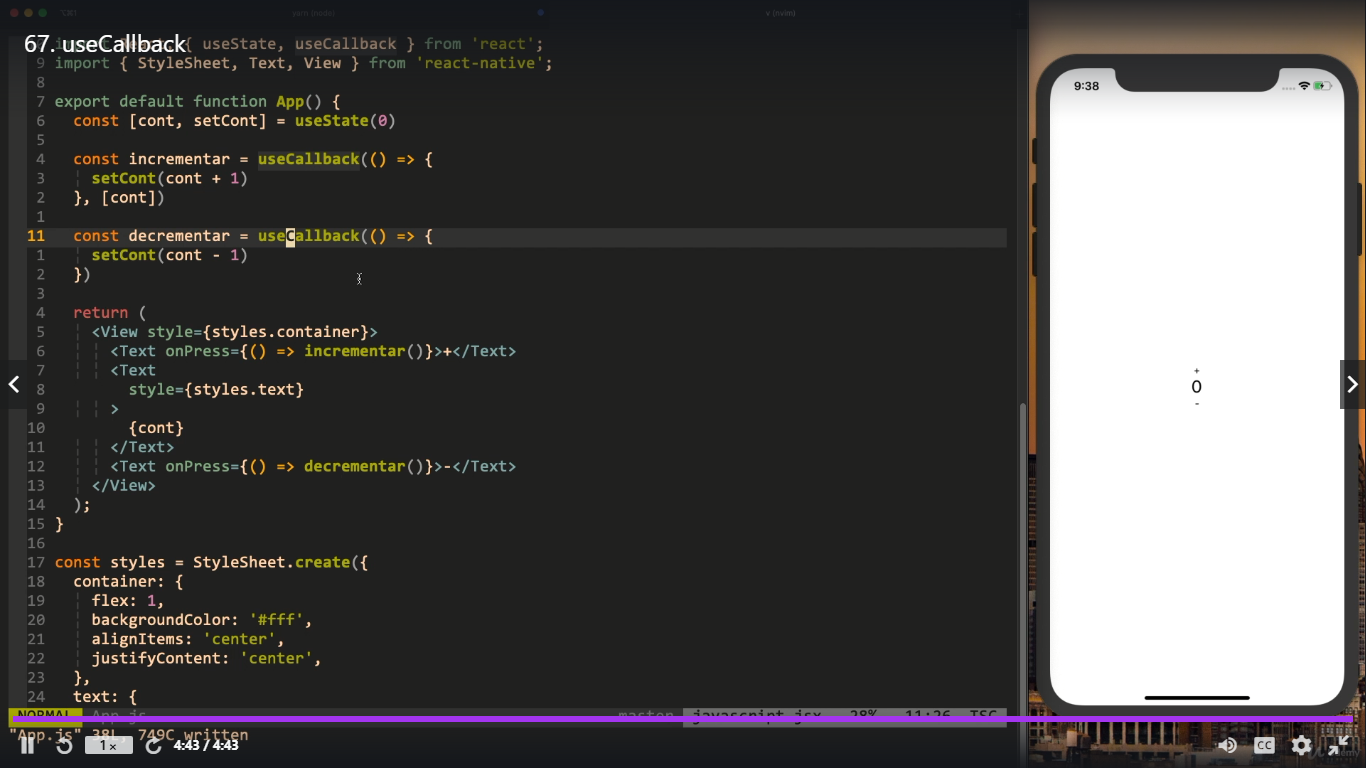 yarn (node)
v (nvim)
67. useCallback
import React, { useState, useCallback } from 'react';
9 import { StyleSheet, Text, View } from 'react-native';
8
7 export default function App() {
6 const [cont, setCont] = useState(0)
5
4 const incrementar = useCallback(() => {
3 setCont(cont + 1)
2 }, [cont])
1
11 const decrementar = useCallback(() => {
1 setCont(cont - 1)
2 })
3
4 return (
5 <View style={styles.container}>
6 <Text onPress={() => incrementar()}>+</Text>
7 <Text
8 style={styles.text}
9 >
10 {cont}
11 </Text>
12 <Text onPress={() => decrementar()}>-</Text>
13 </View>
14 );
15 }
16
17 const styles = StyleSheet.create({
18 container: {
19 flex: 1,
20 backgroundColor: '#fff',
21 alignItems: 'center',
22 justifyContent: 'center',
23 },
24 text: {
NORMAL App.js master javascript.jsx 28% 11:26 TSC
"App.js" 38L, 749C written
1x 4:43 / 4:43
CC
9:38
+
0
-